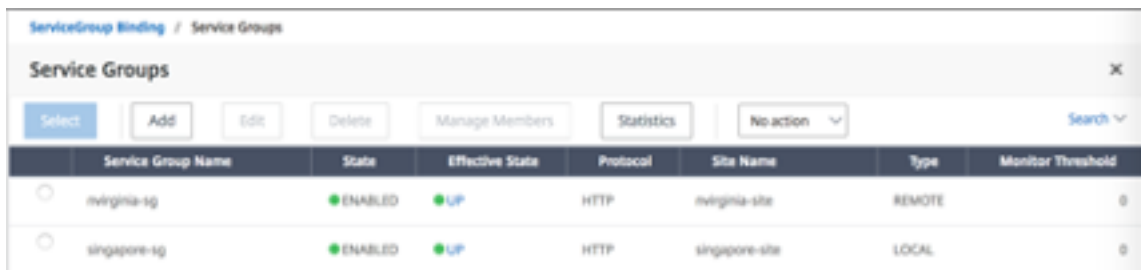 ServiceGroup Binding / Service Groups
Service Groups ×
Select Add Edit Delete Manage Members Statistics No action Search
Service Group Name State Effective State Protocol Site Name Type Monitor Threshold
nvirginia-sg ENABLED UP HTTP nvirginia-site REMOTE 0
singapore-sg ENABLED UP HTTP singapore-site LOCAL 0